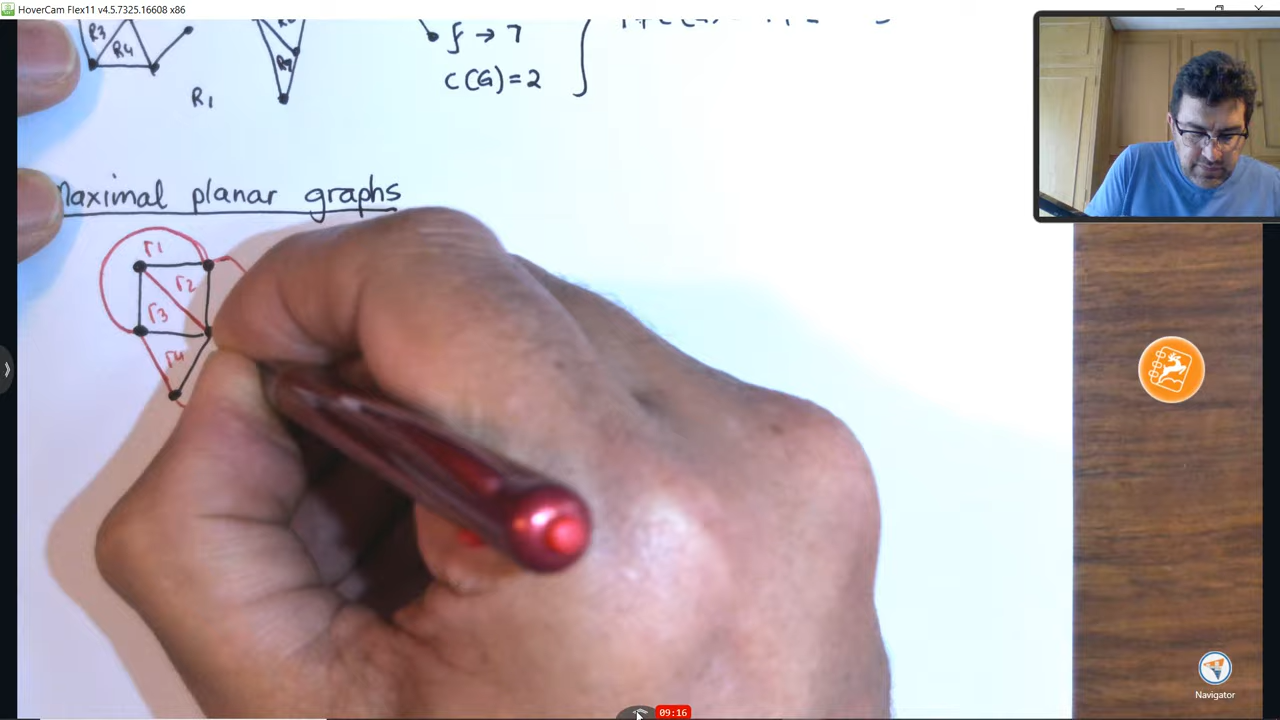 HoverCam Flex11 v4.5.7325.16608 x86
R3
R4
R1
f → 7
C(G) = 2
Maximal planar graphs
r1
r2
r3
r4
Navigator
09:16